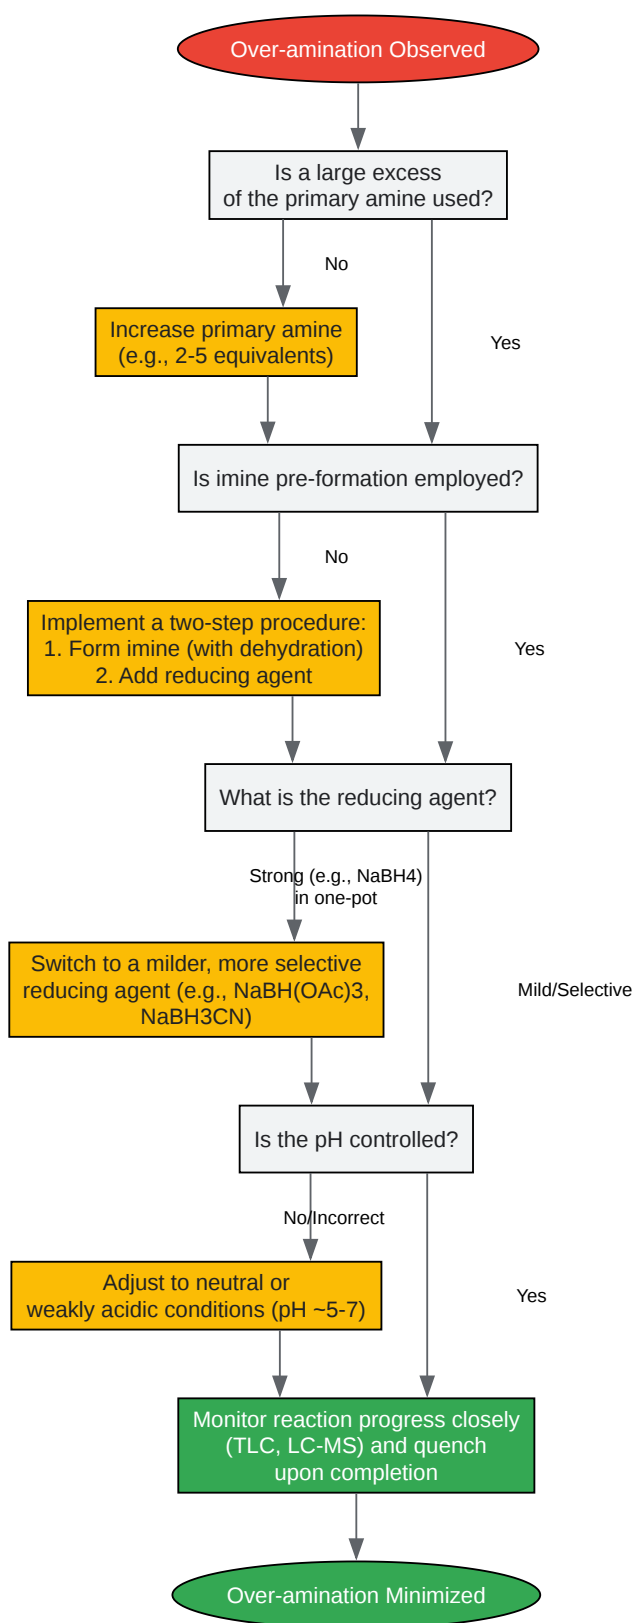 Over-amination Observed
Is a large excess
of the primary amine used?
No
Increase primary amine
(e.g., 2-5 equivalents)
Yes
Is imine pre-formation employed?
No
Implement a two-step procedure:
1. Form imine (with dehydration)
2. Add reducing agent
Yes
What is the reducing agent?
Strong (e.g., NaBH4)
in one-pot
Switch to a milder, more selective
reducing agent (e.g., NaBH(OAc)3,
NaBH3CN)
Mild/Selective
Is the pH controlled?
No/Incorrect
Adjust to neutral or
weakly acidic conditions (pH ~5-7)
Yes
Monitor reaction progress closely
(TLC, LC-MS) and quench
upon completion
Over-amination Minimized